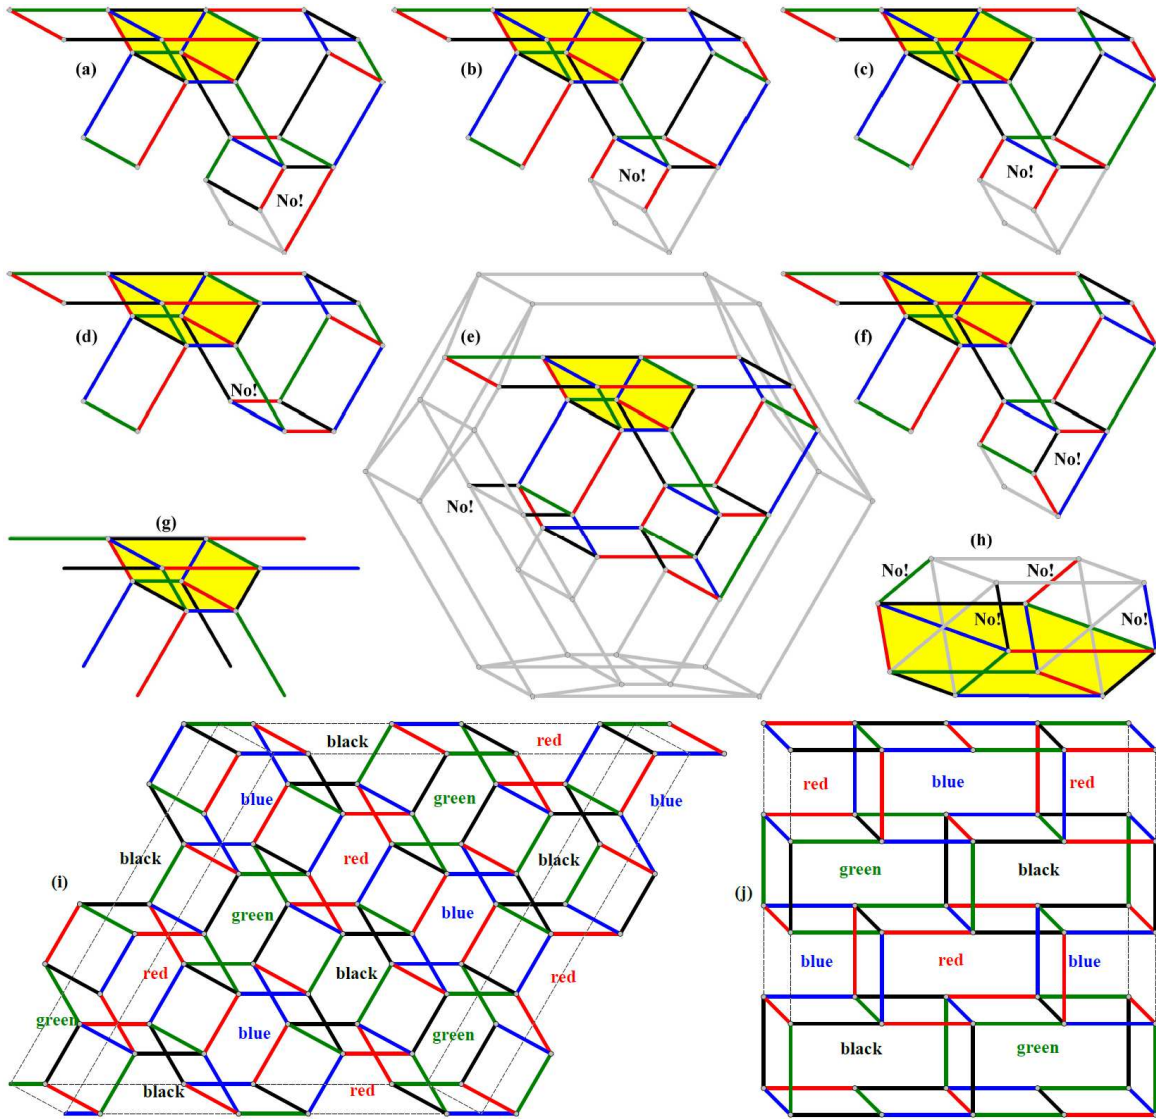 (a)
No!
(b)
No!
(c)
No!
(d)
No!
(e)
No!
(f)
No!
(g)
(h)
No!
No!
No!
No!
(i)
black
red
blue
green
blue
black
red
black
green
blue
red
black
red
green
blue
green
black
red
(j)
red
blue
red
green
black
blue
red
blue
black
green